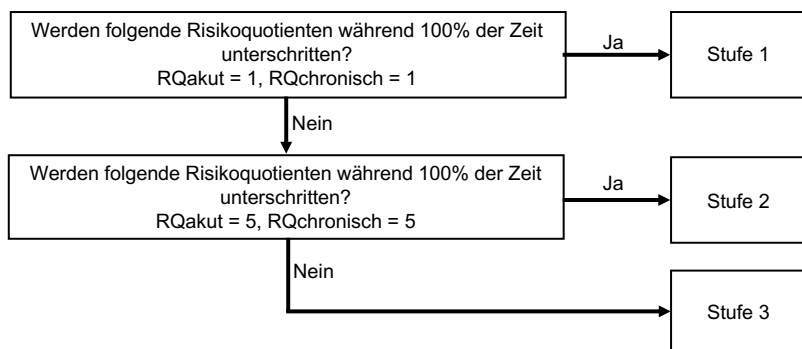 Werden folgende Risikoquotienten während 100% der Zeit
unterschritten?
RQakut = 1, RQchronisch = 1
Ja
Stufe 1
Nein
Werden folgende Risikoquotienten während 100% der Zeit
unterschritten?
RQakut = 5, RQchronisch = 5
Ja
Stufe 2
Nein
Stufe 3